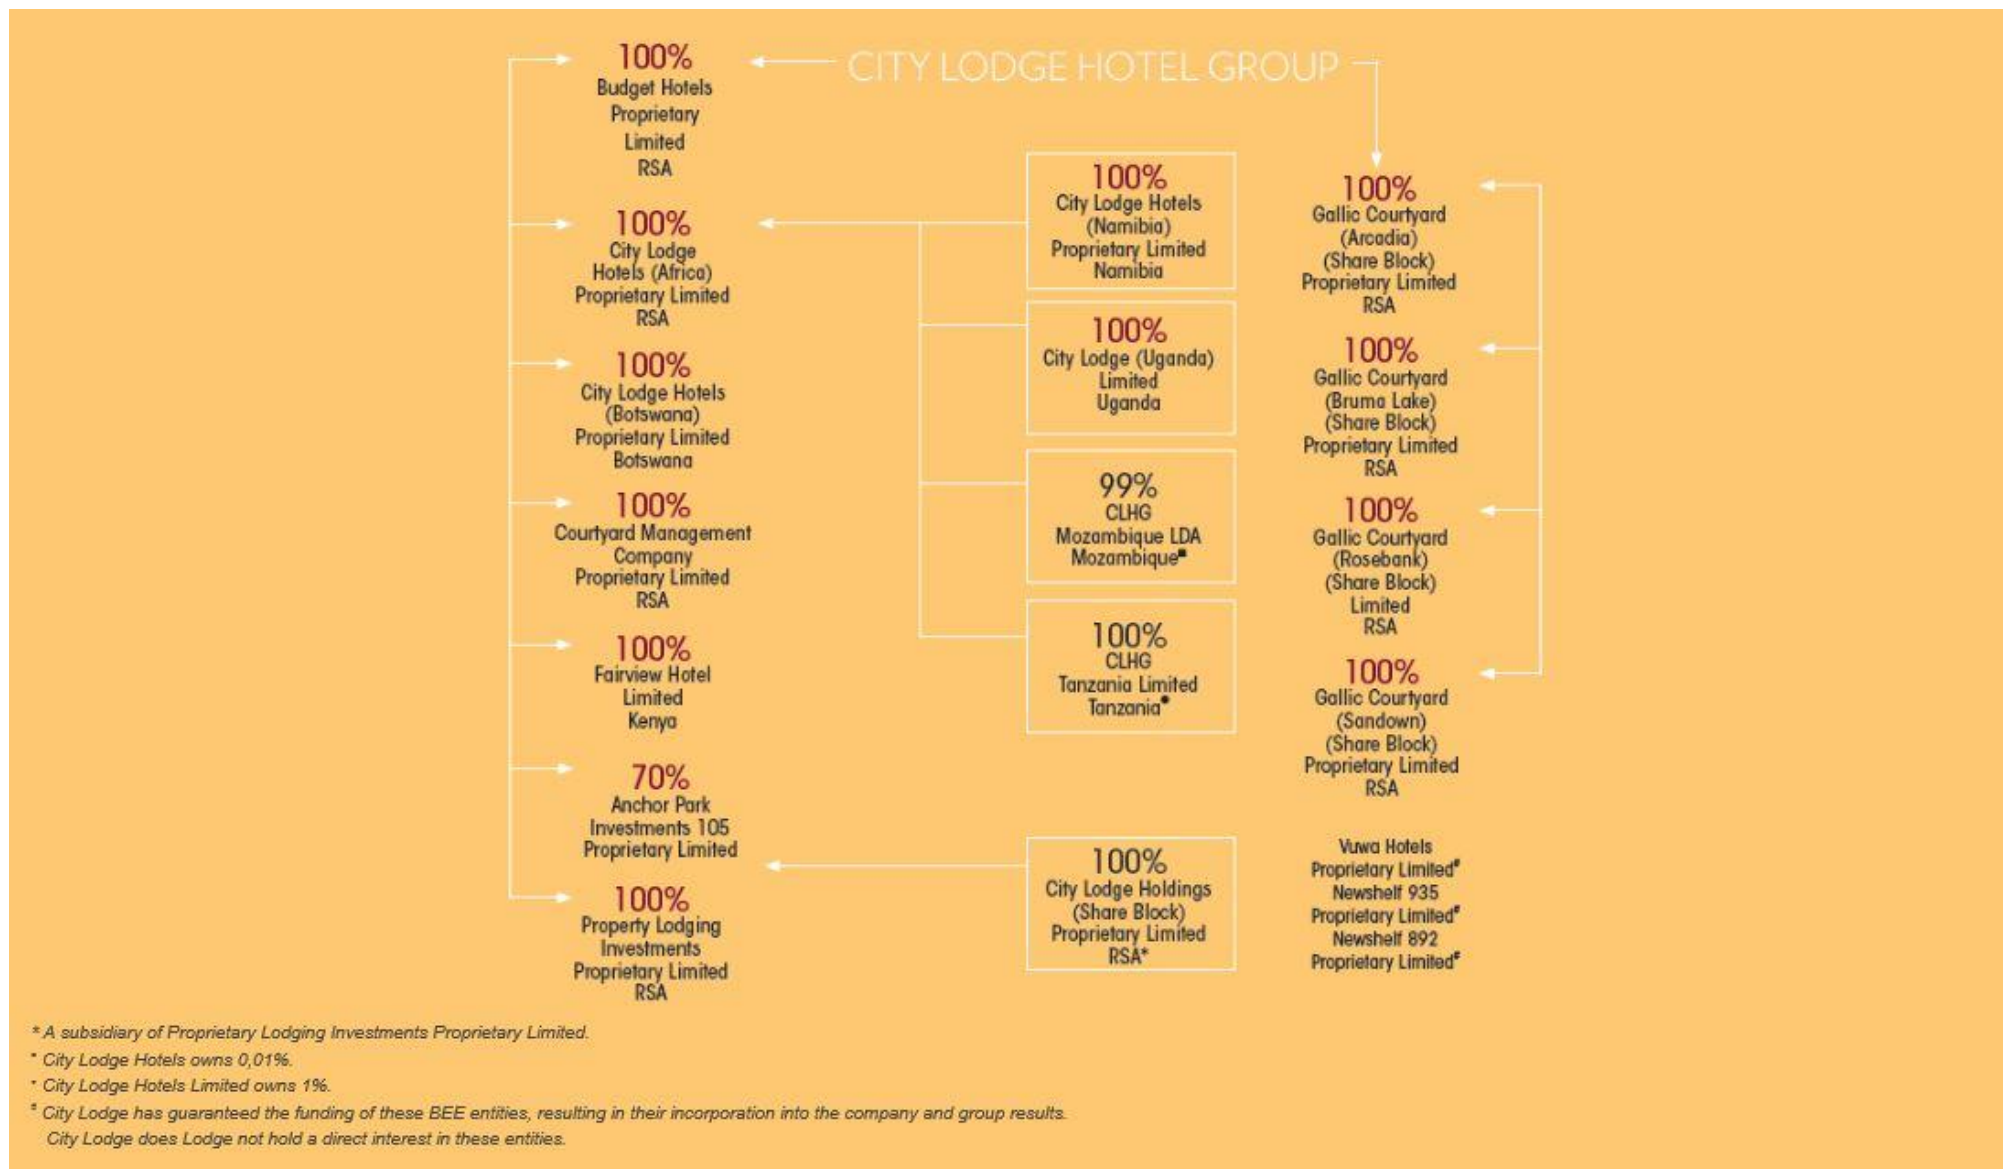 CITY LODGE HOTEL GROUP
100%
Budget Hotels
Proprietary
Limited
RSA
100%
City Lodge
Hotels (Africa)
Proprietary Limited
RSA
100%
City Lodge Hotels
(Botswana)
Proprietary Limited
Botswana
100%
Courtyard Management
Company
Proprietary Limited
RSA
100%
Fairview Hotel
Limited
Kenya
70%
Anchor Park
Investments 105
Proprietary Limited
100%
Property Lodging
Investments
Proprietary Limited
RSA
100%
City Lodge Hotels
(Namibia)
Proprietary Limited
Namibia
100%
City Lodge (Uganda)
Limited
Uganda
99%
CLHG
Mozambique LDA
Mozambique■
100%
CLHG
Tanzania Limited
Tanzania●
100%
City Lodge Holdings
(Share Block)
Proprietary Limited
RSA*
100%
Gallic Courtyard
(Arcadia)
(Share Block)
Proprietary Limited
RSA
100%
Gallic Courtyard
(Bruma Lake)
(Share Block)
Proprietary Limited
RSA
100%
Gallic Courtyard
(Rosebank)
(Share Block)
Limited
RSA
100%
Gallic Courtyard
(Sandown)
(Share Block)
Proprietary Limited
RSA
Vuwa Hotels
Proprietary Limited#
Newshelf 935
Proprietary Limited#
Newshelf 892
Proprietary Limited#
* A subsidiary of Proprietary Lodging Investments Proprietary Limited.
● City Lodge Hotels owns 0,01%.
■ City Lodge Hotels Limited owns 1%.
# City Lodge has guaranteed the funding of these BEE entities, resulting in their incorporation into the company and group results.
City Lodge does Lodge not hold a direct interest in these entities.